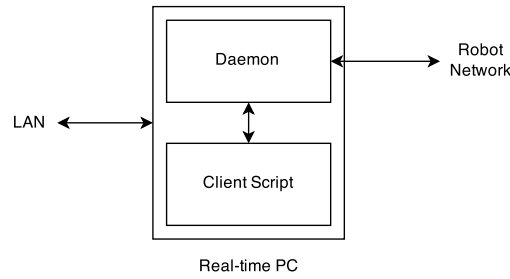 Daemon
Robot
Network
LAN
Client Script
Real-time PC